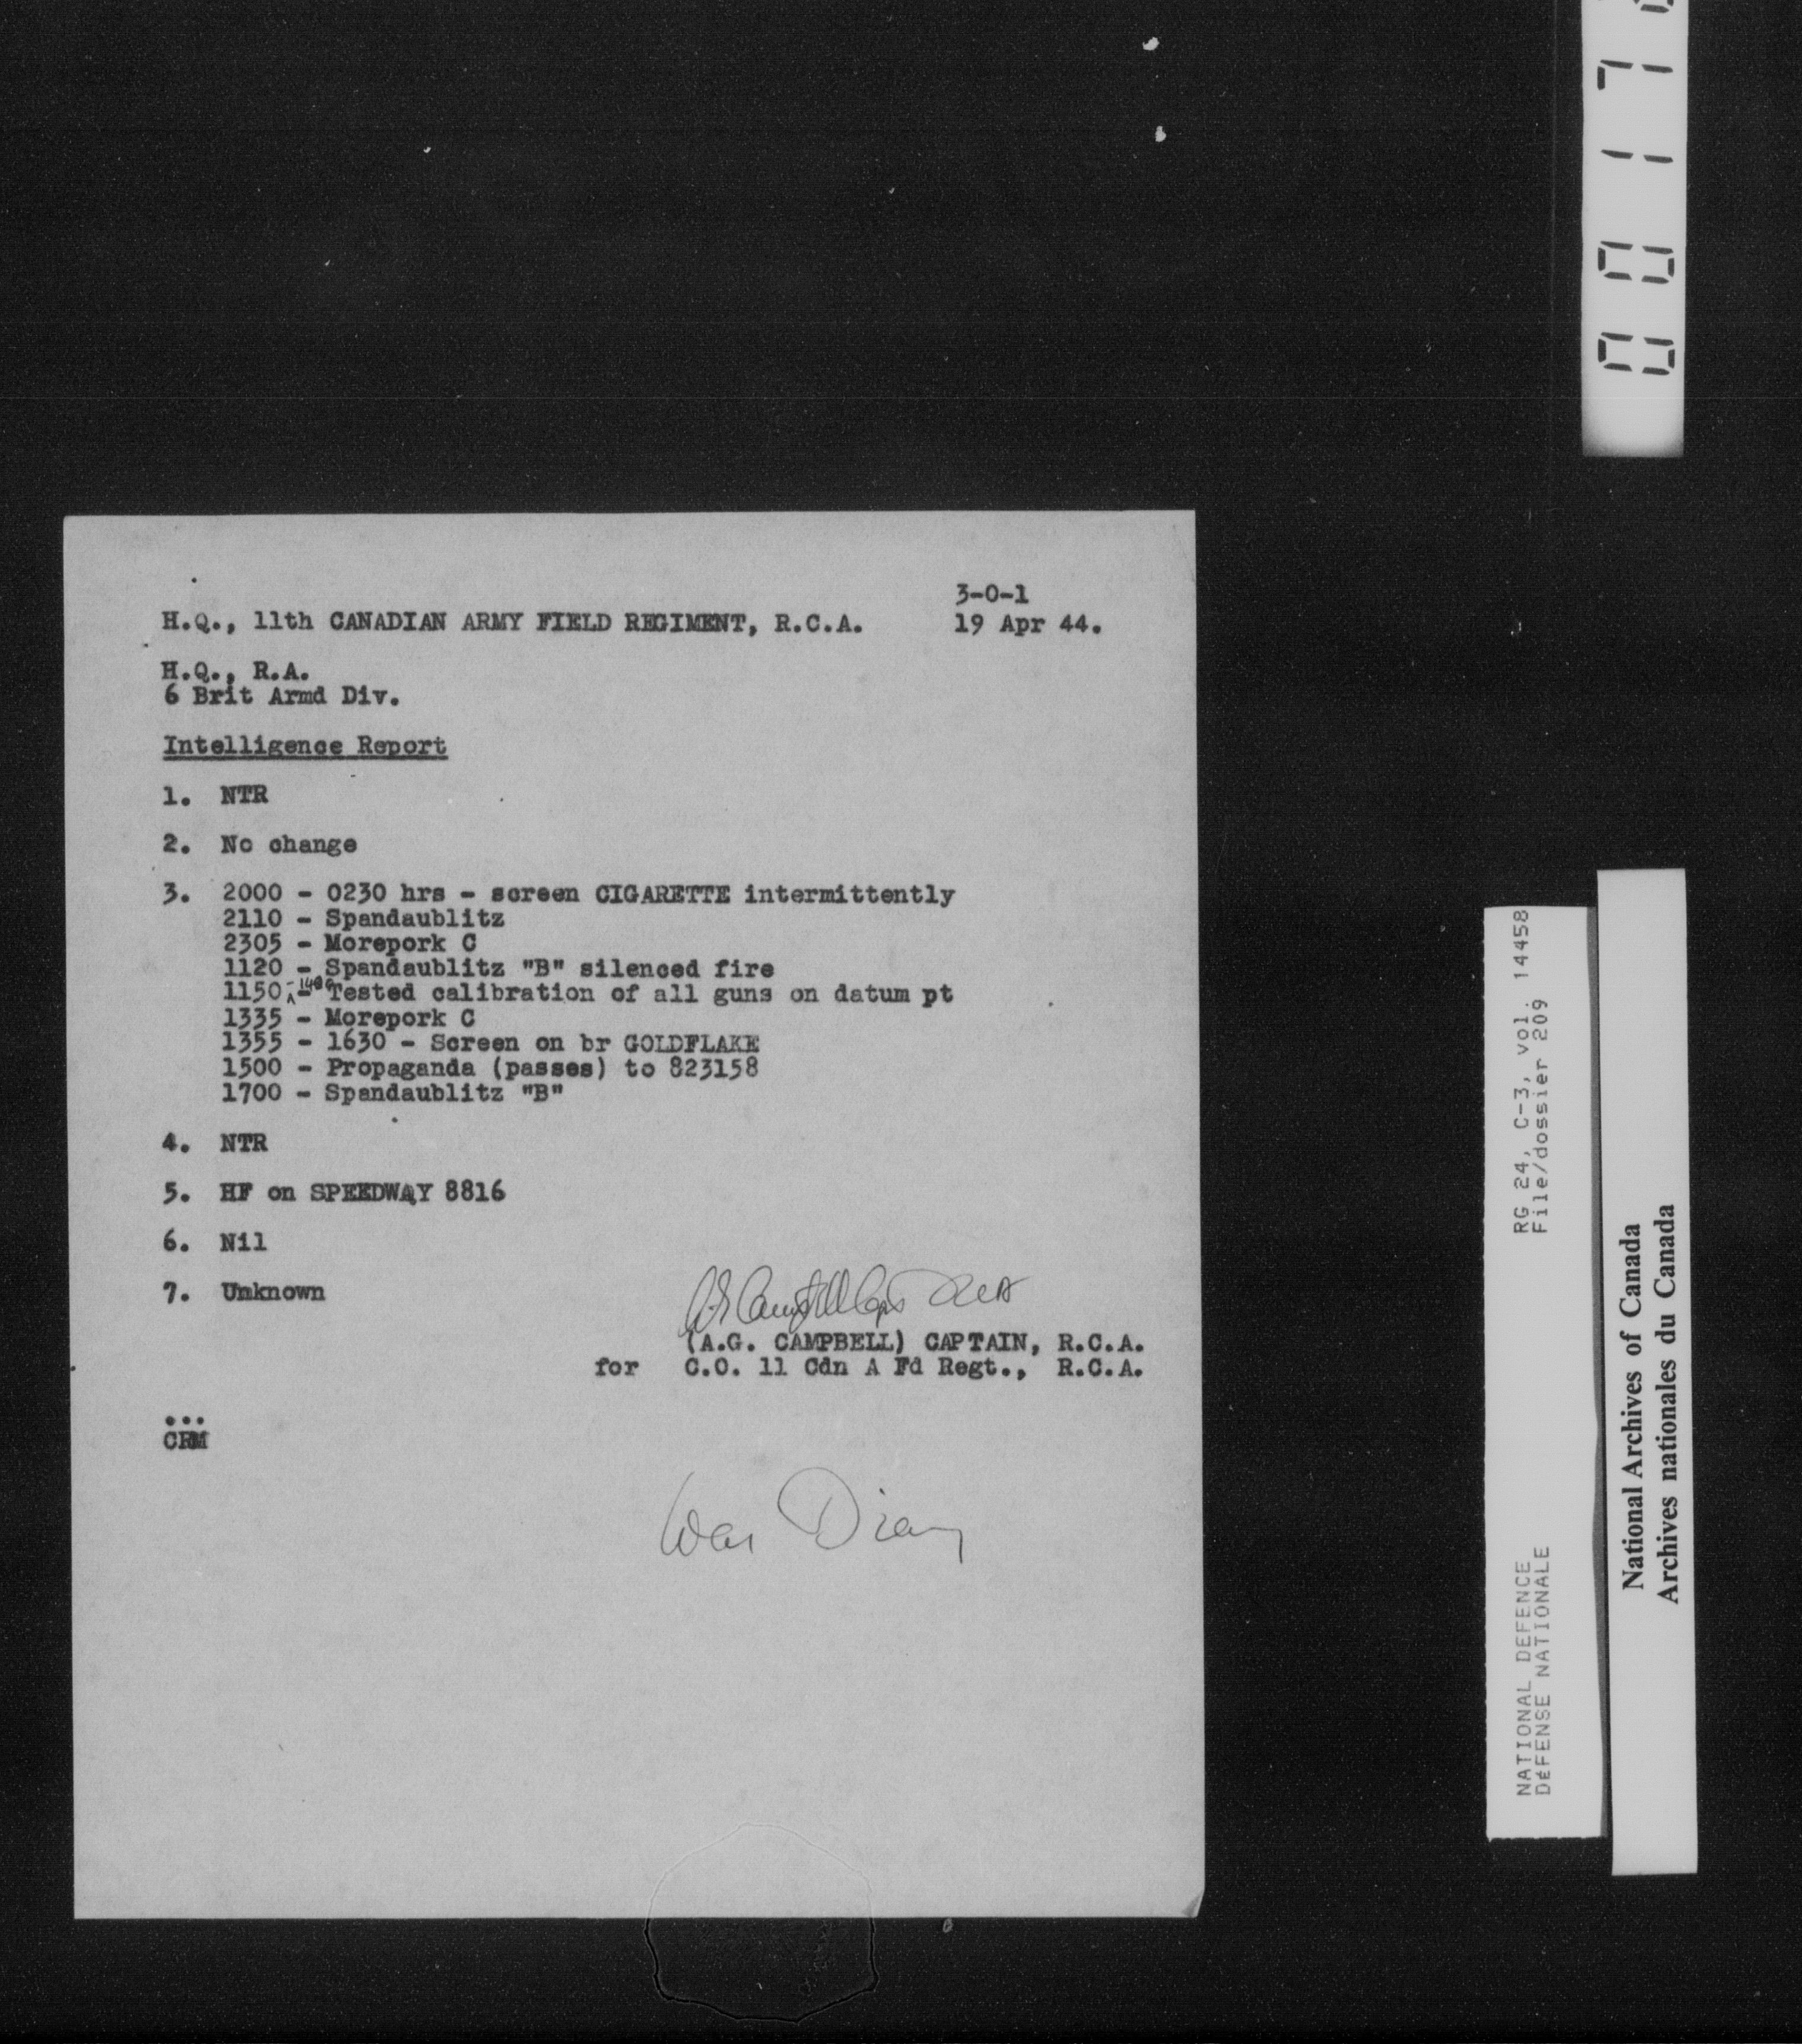 3-0-1
H.Q., 11th CANADIAN ARMY FIELD REGIMENT, R.C.A. 19 Apr 44.
H.Q., R.A.
6 Brit Armd Div.
Intelligence Report
1. NTR
2. No change
3. 2000 - 0230 hrs - screen CIGARETTE intermittently
2110 - Spandaublitz
2305 - Morepork C
1120 - Spandaublitz "B" silenced fire
1150 -1400 - Tested calibration of all guns on datum pt
1335 - Morepork C
1355 - 1630 - Screen on br GOLDFLAKE
1500 - Propaganda (passes) to 823158
1700 - Spandaublitz "B"
4. NTR
5. HF on SPEEDWAY 8816
6. Nil
7. Unknown
AG Campbell Capt RCA
(A.G. CAMPBELL) CAPTAIN, R.C.A.
for C.O. 11 Cdn A Fd Regt., R.C.A.
...
CRM
War Diary
NATIONAL DEFENCE RG 24, C-3, vol. 14458
DÉFENSE NATIONALE File/dossier 209
National Archives of Canada
Archives nationales du Canada